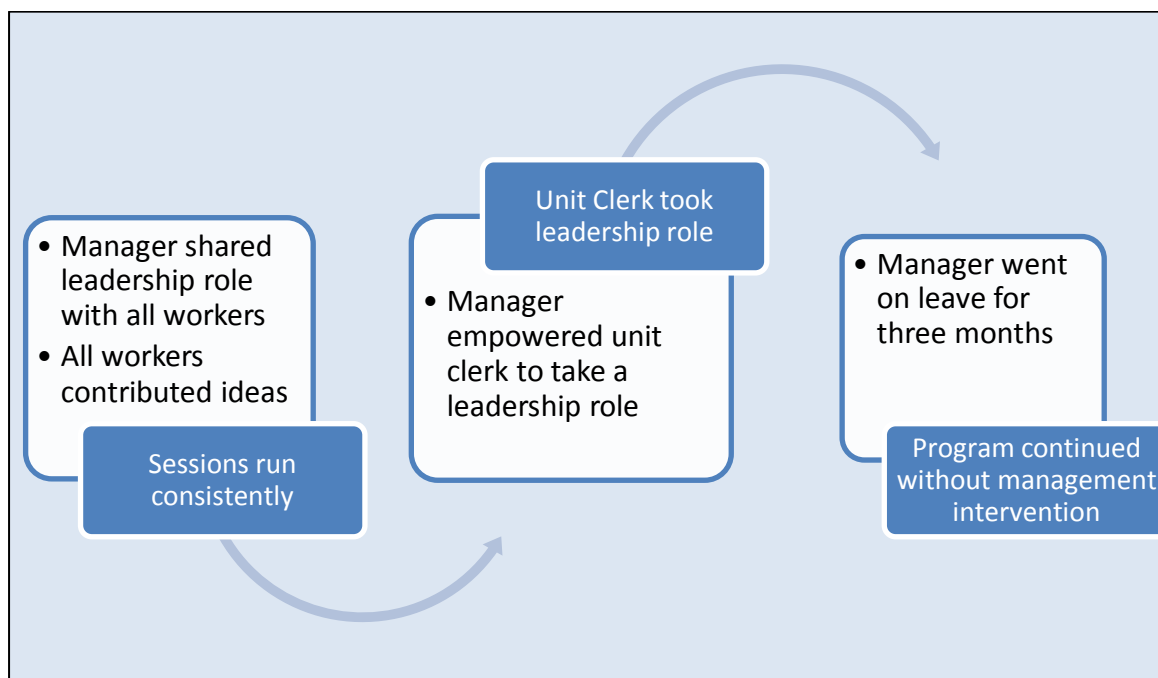 • Manager shared
leadership role
with all workers
• All workers
contributed ideas
Sessions run
consistently
Unit Clerk took
leadership role
• Manager
empowered unit
clerk to take a
leadership role
• Manager went
on leave for
three months
Program continued
without management
intervention